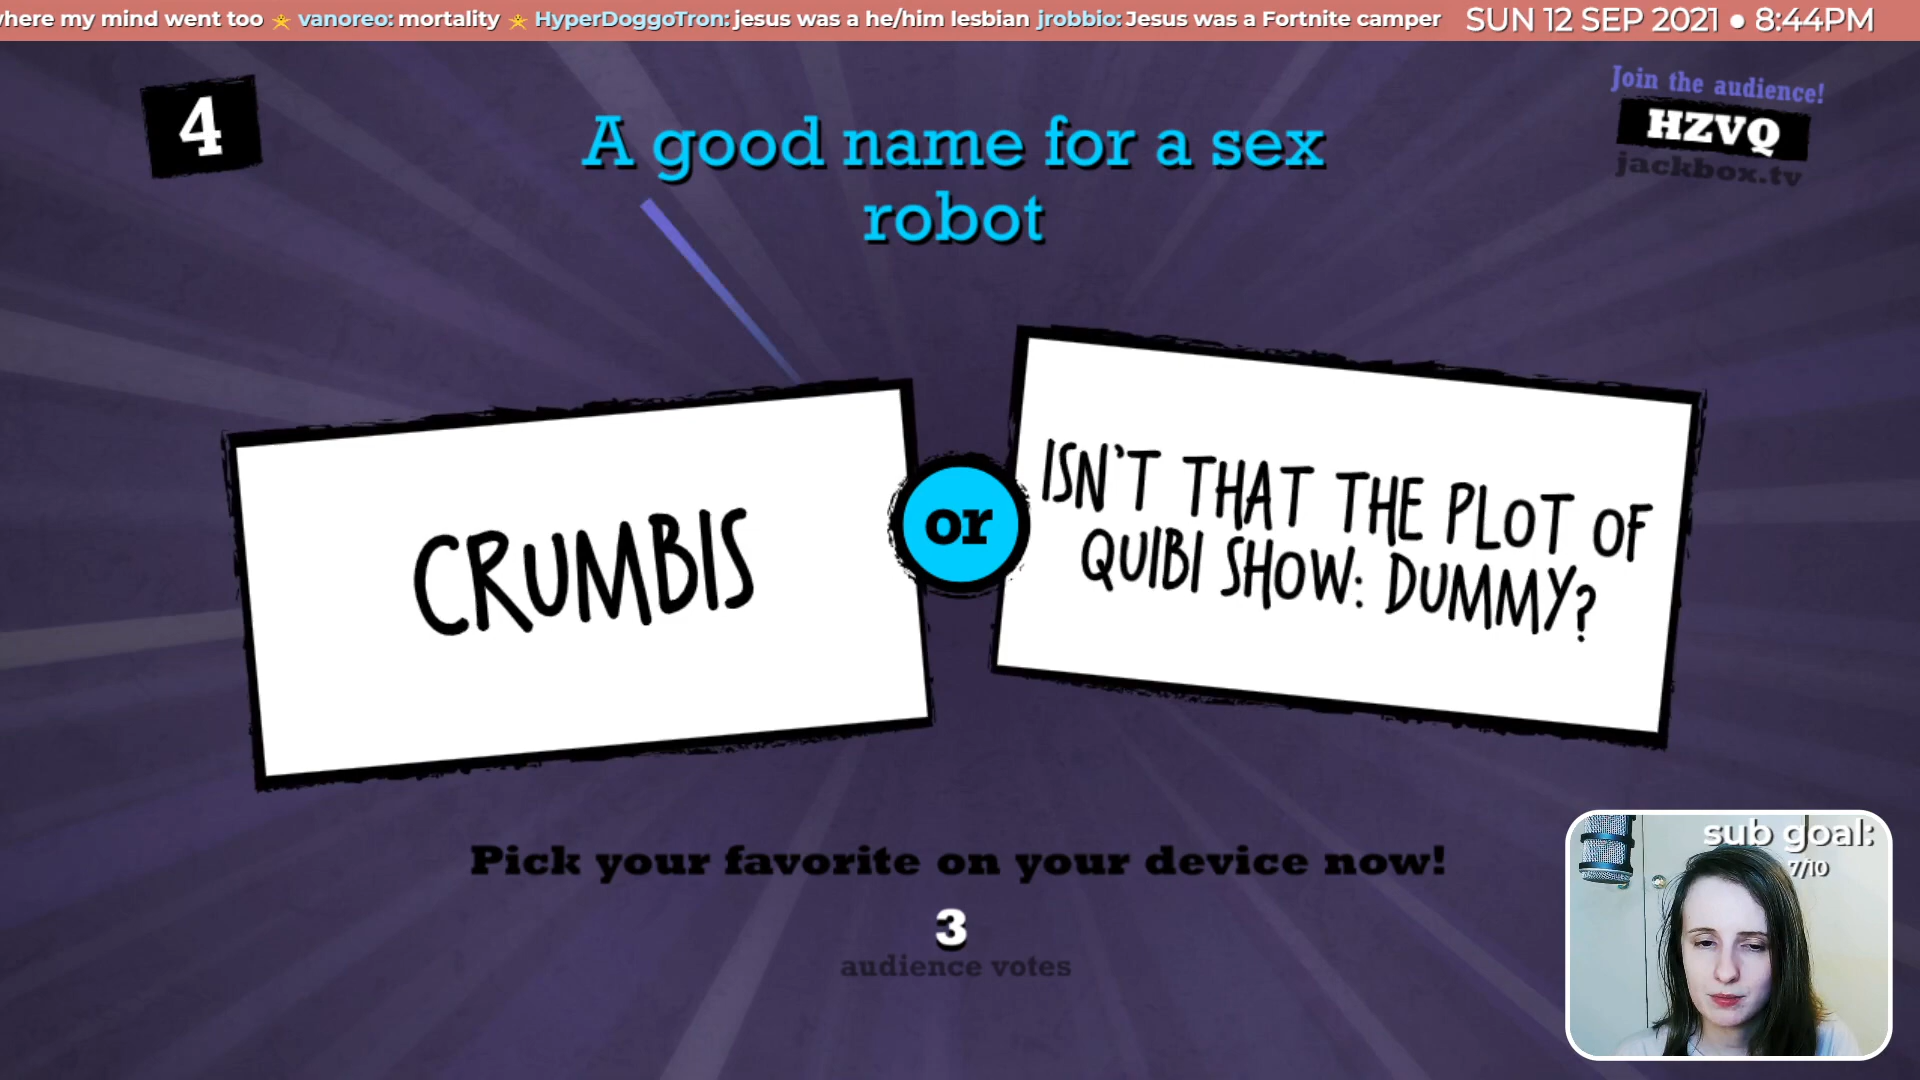 where my mind went too vanoreo: mortality HyperDoggoTron: jesus was a he/him lesbian jrobbio: Jesus was a Fortnite camper SUN 12 SEP 2021 ● 8:44PM
4
A good name for a sex
robot
Join the audience!
HZVQ
jackbox.tv
CRUMBIS
or
ISN'T THAT THE PLOT OF
QUIBI SHOW: DUMMY?
Pick your favorite on your device now!
3
audience votes
sub goal:
7/10